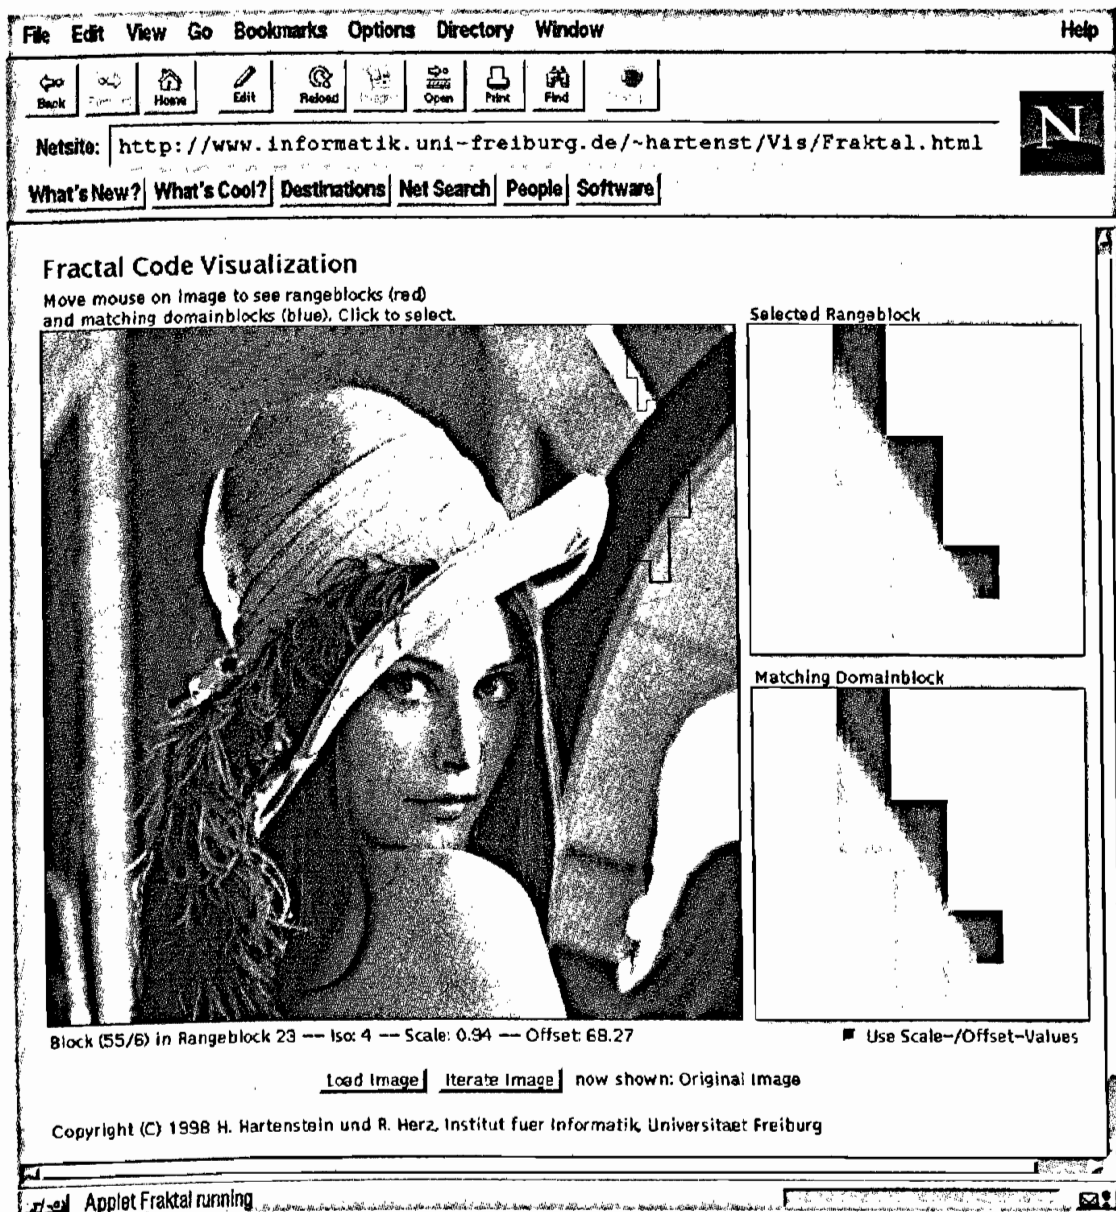 File Edit View Go Bookmarks Options Directory Window Help
Back Home Edit Reload Open Print Find
N
Netsite: http://www.informatik.uni-freiburg.de/~hartenst/Vis/Fraktal.html
What's New? What's Cool? Destinations Net Search People Software
Fractal Code Visualization
Move mouse on image to see rangeblocks (red)
and matching domainblocks (blue). Click to select.
Selected Rangeblock
Matching Domainblock
Block (55/6) in Rangeblock 23 -- Iso: 4 -- Scale: 0.94 -- Offset: 68.27
Use Scale-/Offset-Values
Load Image Iterate Image now shown: Original Image
Copyright (C) 1998 H. Hartenstein und R. Herz, Institut fuer Informatik, Universitaet Freiburg
Applet Fraktal running